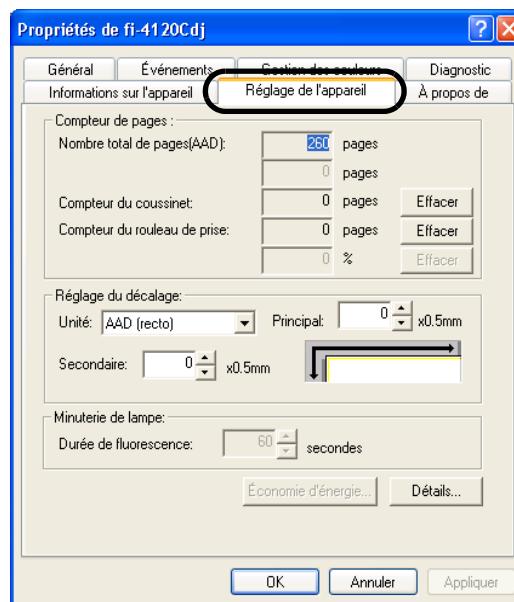 Propriétés de fi-4120Cdj
Général Événements Gestion des couleurs Diagnostic
Informations sur l'appareil Réglage de l'appareil À propos de
Compteur de pages :
Nombre total de pages(AAD): 260 pages
0 pages
Compteur du coussinet: 0 pages Effacer
Compteur du rouleau de prise: 0 pages Effacer
0 % Effacer
Réglage du décalage:
Unité: AAD (recto) Principal: 0 x0.5mm
Secondaire: 0 x0.5mm
Minuterie de lampe:
Durée de fluorescence: 60 secondes
Économie d'énergie... Détails...
OK Annuler Appliquer